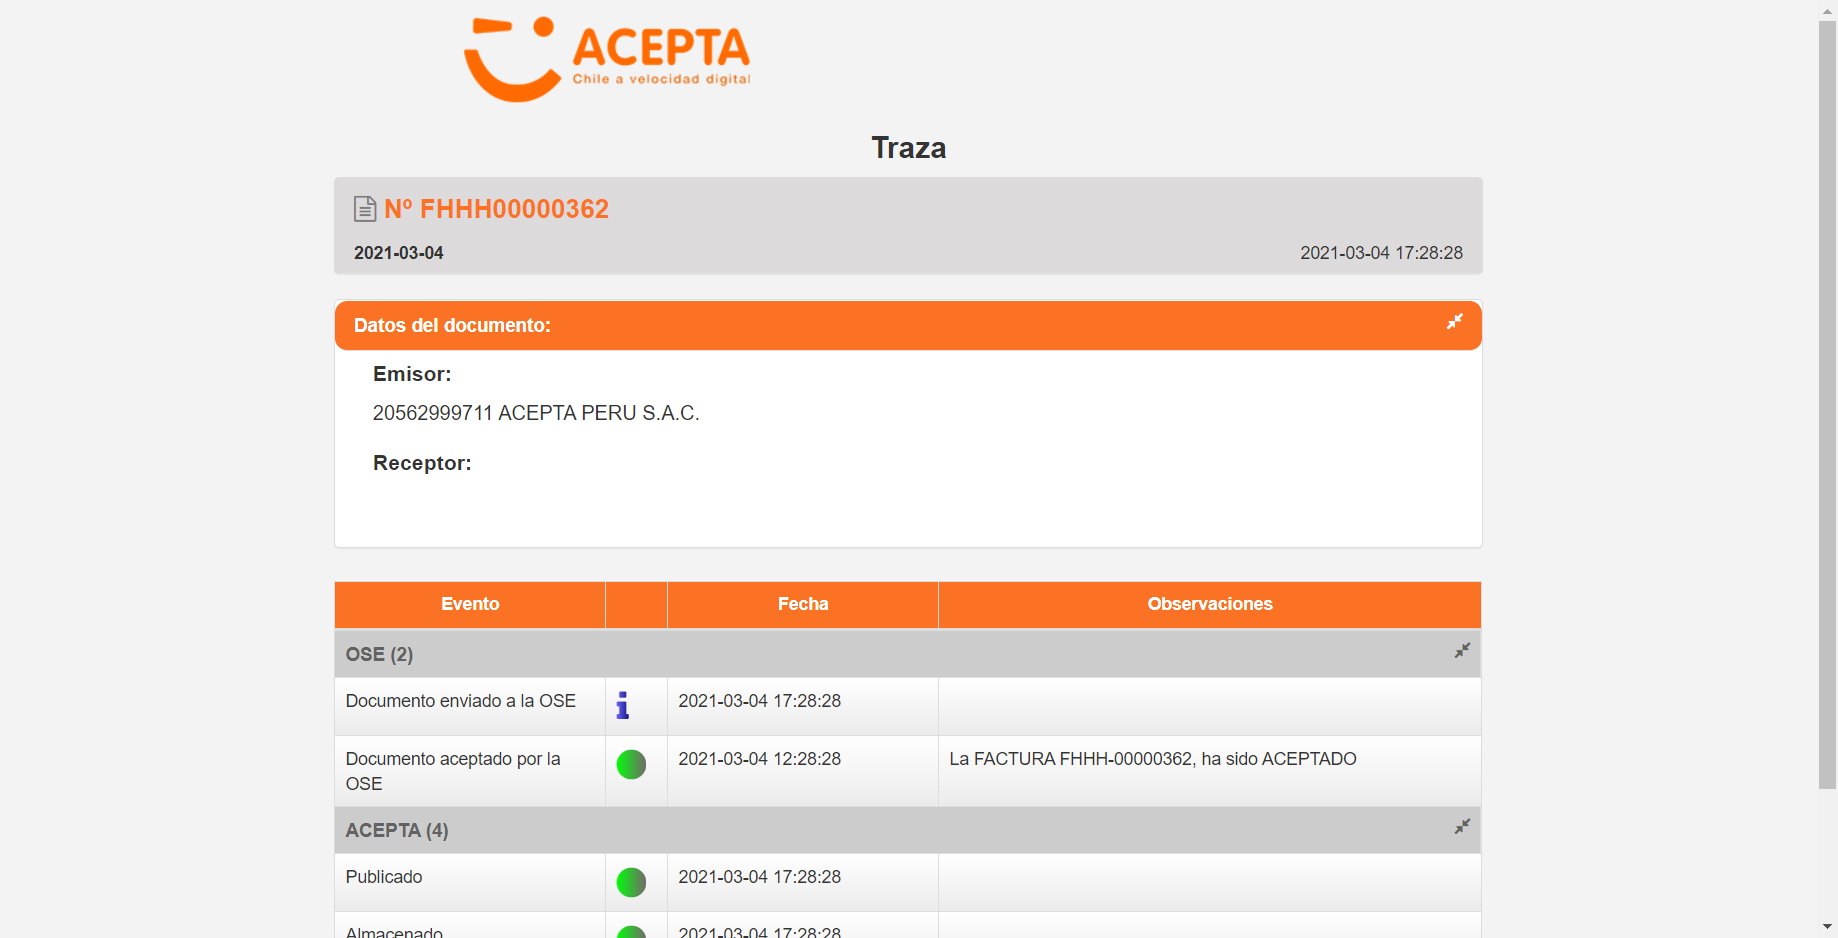 ACEPTA
Chile a velocidad digital
Traza
Nº FHHH00000362
2021-03-04
2021-03-04 17:28:28
Datos del documento:
Emisor:
20562999711 ACEPTA PERU S.A.C.
Receptor:
Evento Fecha Observaciones
OSE (2)
Documento enviado a la OSE 2021-03-04 17:28:28
Documento aceptado por la 2021-03-04 12:28:28 La FACTURA FHHH-00000362, ha sido ACEPTADO
OSE
ACEPTA (4)
Publicado 2021-03-04 17:28:28
Almacenado 2021-03-04 17:28:28